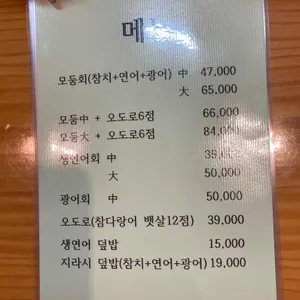 메
모둠회(참치+연어+광어) 中 47,000
大 65,000
모둠中 + 오도로6점 66,000
모둠大 + 오도로6점 84,000
생연어회 中
大 50,000
광어회 中 50,000
오도로(참다랑어 뱃살12점) 39,000
생연어 덮밥 15,000
지라시 덮밥(참치+연어+광어) 19,000